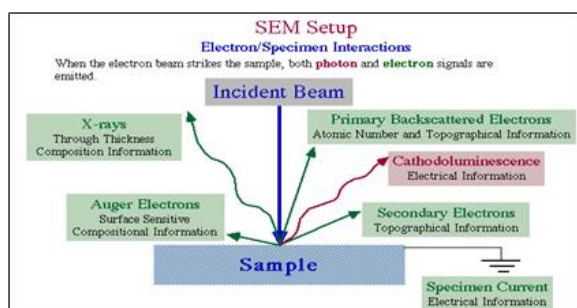 SEM Setup
Electron/Specimen Interactions
When the electron beam strikes the sample, both photon and electron signals are
emitted.
Incident Beam
X-rays
Through Thickness
Composition Information
Primary Backscattered Electrons
Atomic Number and Topographical Information
Cathodoluminescence
Electrical Information
Auger Electrons
Surface Sensitive
Compositional Information
Secondary Electrons
Topographical Information
Sample
Specimen Current
Electrical Information